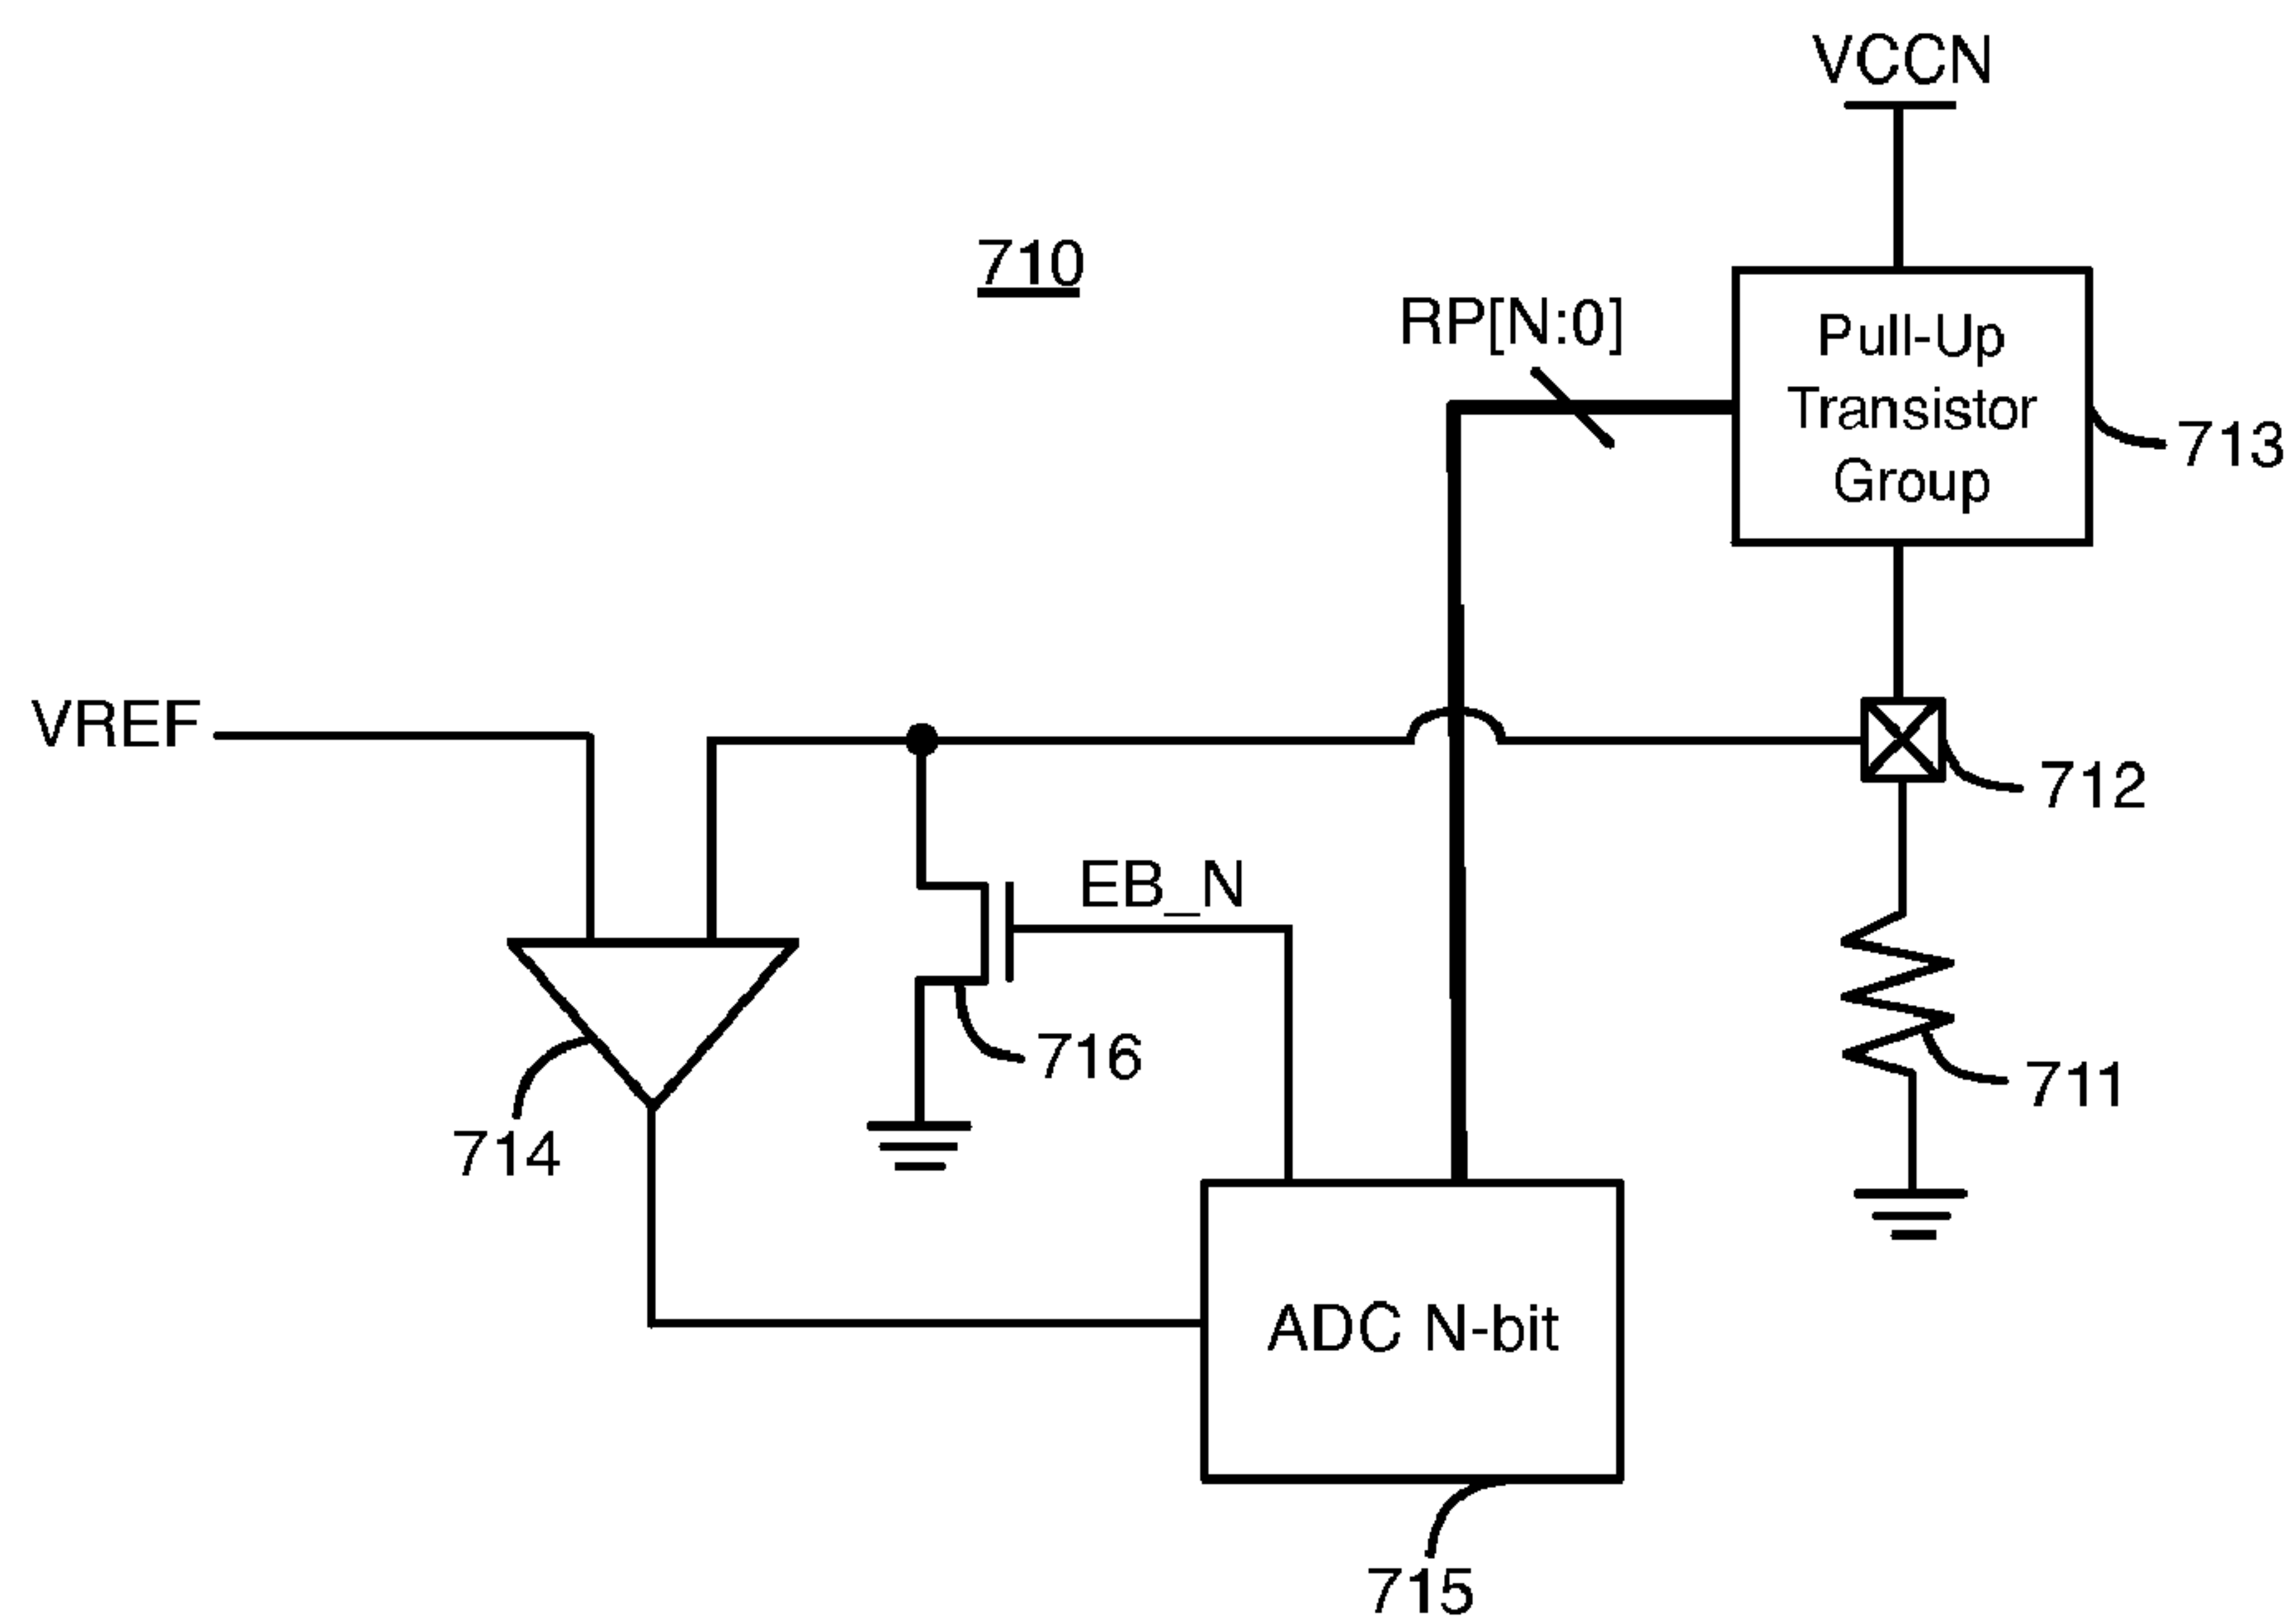 VCCN
710
RP[N:0]
Pull-Up
Transistor
Group
713
VREF
712
EB_N
716
711
714
ADC N-bit
715